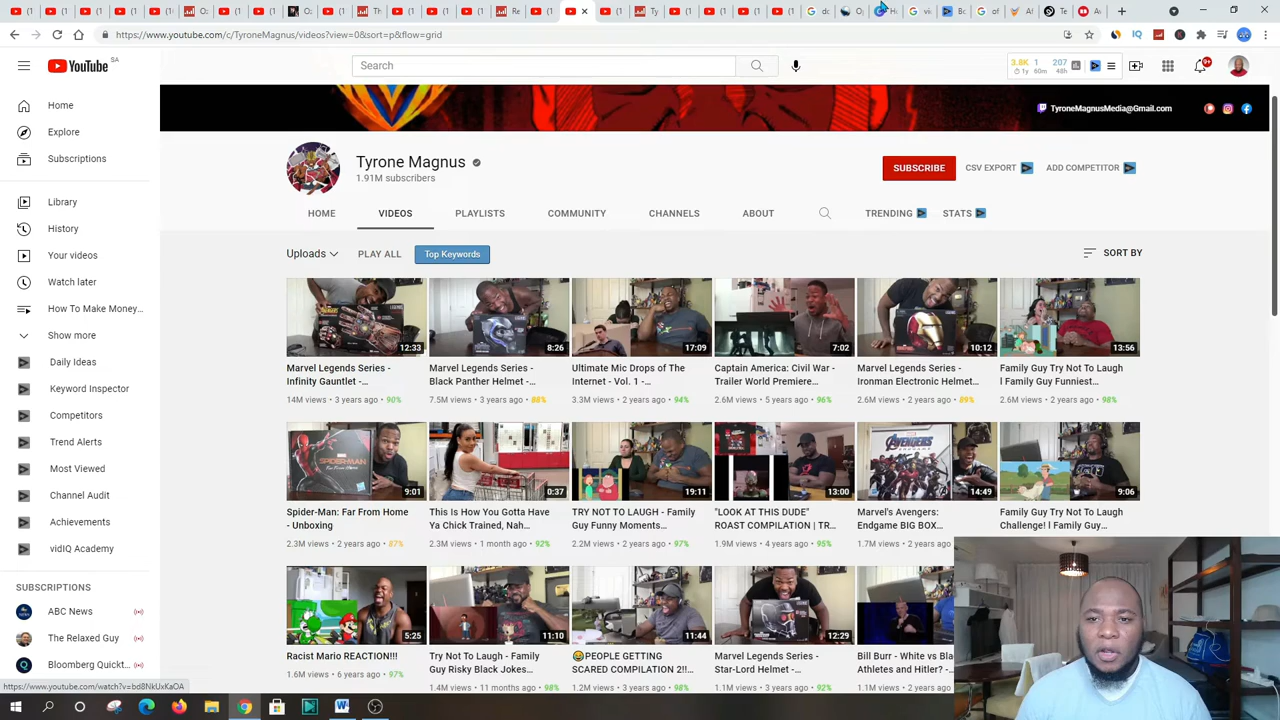 https://www.youtube.com/c/TyroneMagnus/videos?view=0&sort=p&flow=grid
YouTube SA
Search
3.8K 1 207
1y 60m 48h
9+
TyroneMagnusMedia@Gmail.com
Tyrone Magnus
1.91M subscribers
SUBSCRIBE
CSV EXPORT
ADD COMPETITOR
HOME
VIDEOS
PLAYLISTS
COMMUNITY
CHANNELS
ABOUT
TRENDING
STATS
Uploads
PLAY ALL
Top Keywords
SORT BY
Home
Explore
Subscriptions
Library
History
Your videos
Watch later
How To Make Money...
Show more
Daily Ideas
Keyword Inspector
Competitors
Trend Alerts
Most Viewed
Channel Audit
Achievements
vidIQ Academy
SUBSCRIPTIONS
ABC News
The Relaxed Guy
Bloomberg Quickt...
12:33
Marvel Legends Series -
Infinity Gauntlet -...
14M views • 3 years ago • 90%
8:26
Marvel Legends Series -
Black Panther Helmet -...
7.5M views • 3 years ago • 88%
17:09
Ultimate Mic Drops of The
Internet - Vol. 1 -...
3.3M views • 2 years ago • 94%
7:02
Captain America: Civil War -
Trailer World Premiere...
2.6M views • 5 years ago • 96%
10:12
Marvel Legends Series -
Ironman Electronic Helmet...
2.6M views • 2 years ago • 89%
13:56
Family Guy Try Not To Laugh
l Family Guy Funniest...
2.6M views • 2 years ago • 98%
9:01
Spider-Man: Far From Home
- Unboxing
2.3M views • 2 years ago • 87%
0:37
This Is How You Gotta Have
Ya Chick Trained, Nah...
2.3M views • 1 month ago • 92%
19:11
TRY NOT TO LAUGH - Family
Guy Funny Moments...
2.2M views • 2 years ago • 97%
13:00
"LOOK AT THIS DUDE"
ROAST COMPILATION | TR...
1.9M views • 4 years ago • 95%
AVENGERS
14:49
Marvel's Avengers:
Endgame BIG BOX...
1.7M views • 2 years ago
9:06
Family Guy Try Not To Laugh
Challenge! l Family Guy...
5:25
Racist Mario REACTION!!!
1.6M views • 6 years ago • 97%
11:10
Try Not To Laugh - Family
Guy Risky Black Jokes...
1.4M views • 11 months ago • 98%
11:44
😂PEOPLE GETTING
SCARED COMPILATION 2!!...
1.2M views • 3 years ago • 98%
12:29
Marvel Legends Series -
Star-Lord Helmet -...
1.1M views • 3 years ago • 92%
Bill Burr - White vs Bla
Athletes and Hitler? -
1.1M views • 2 years
https://www.youtube.com/watch?v=bd8NkUxKaOA